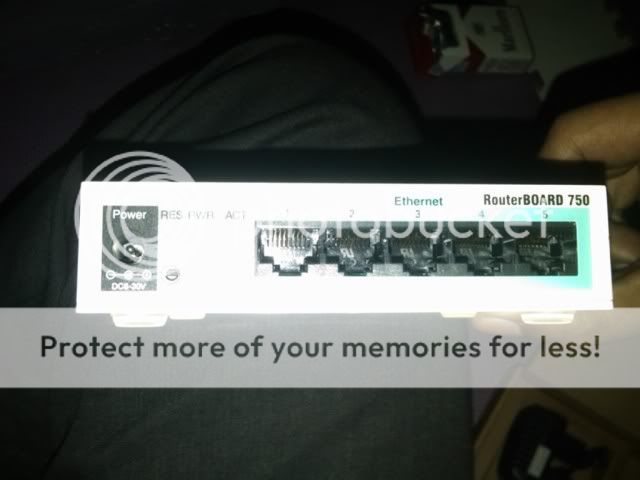 Marlboro
Ethernet
RouterBOARD 750
Power
RES PWR ACT 1 2 3 4 5
photobucket
DC8-30V
Protect more of your memories for less!